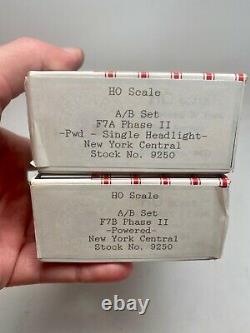 HO Scale
A/B Set
F7A Phase II
-Pwd - Single Headlight-
New York Central
Stock No. 9250
HO Scale
A/B Set
F7B Phase II
-Powered-
New York Central
Stock No. 9250